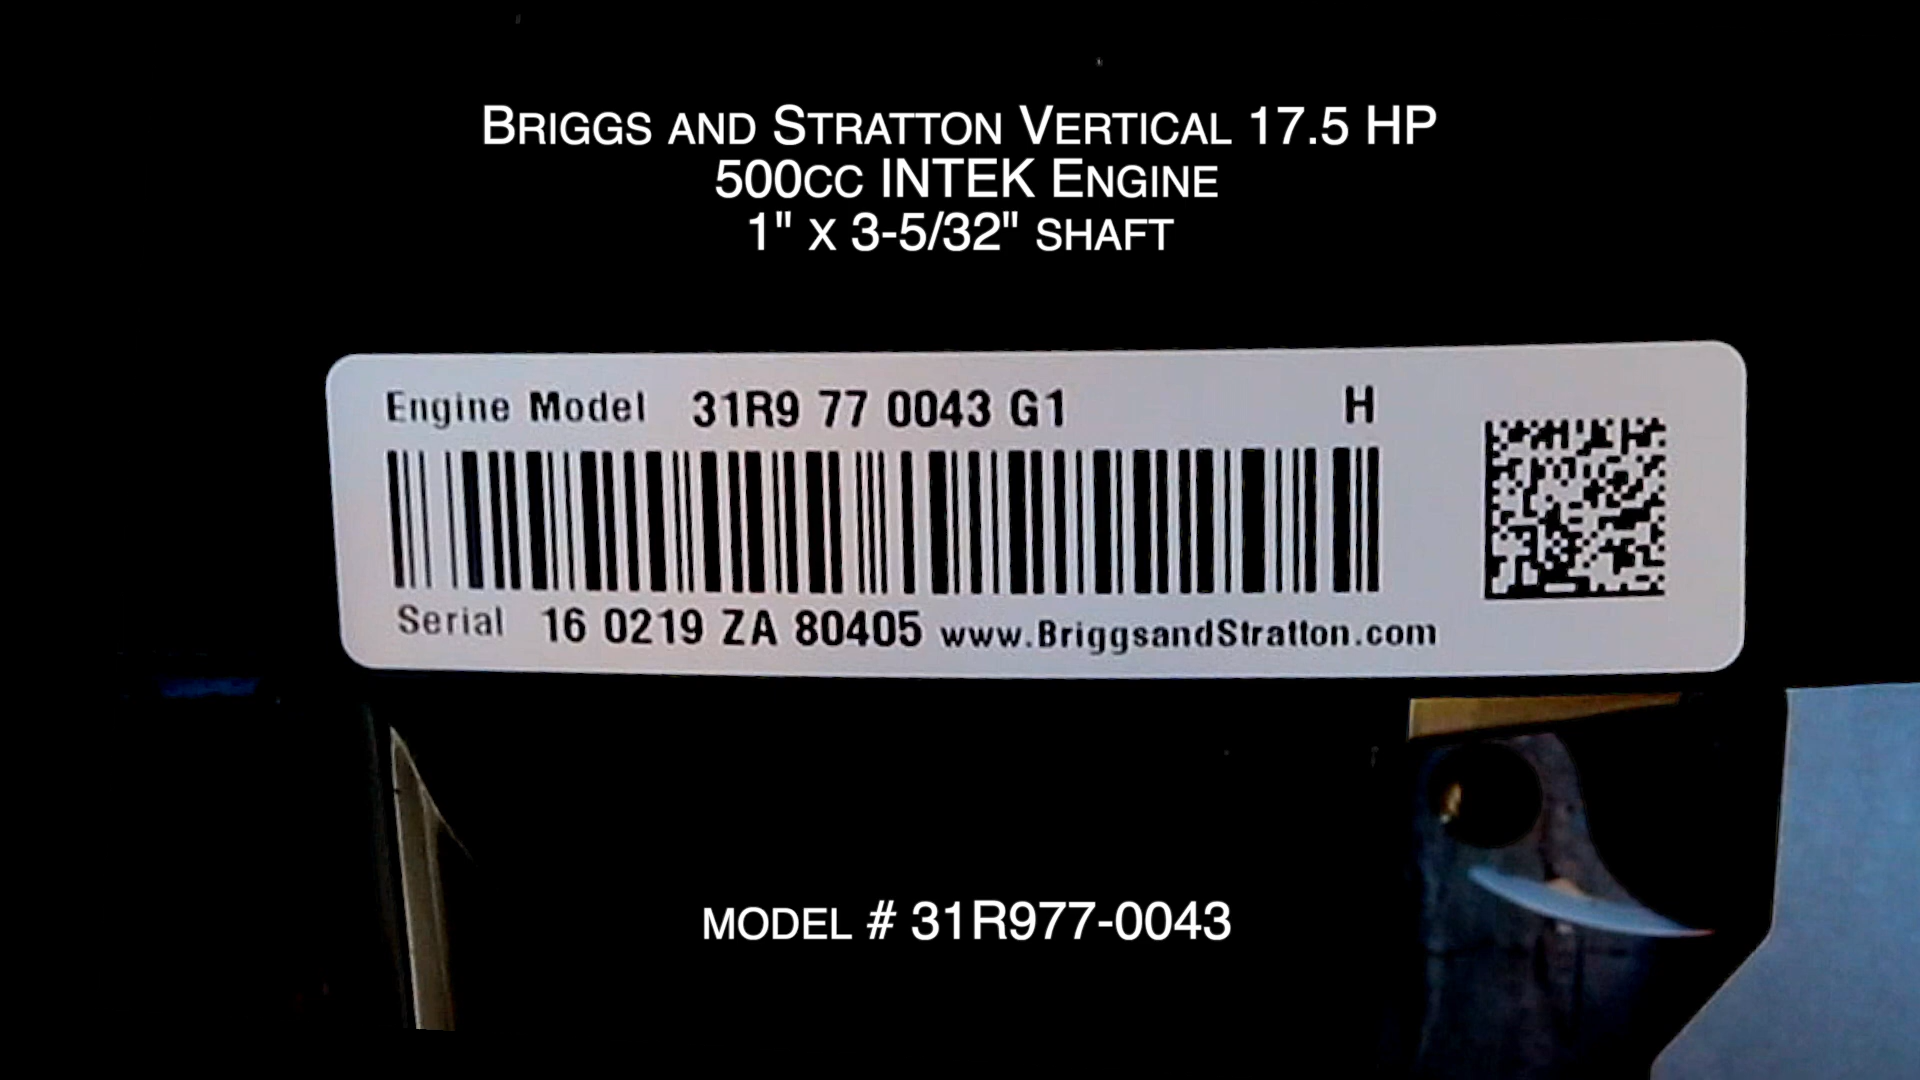 Briggs and Stratton Vertical 17.5 HP
500cc INTEK Engine
1" x 3-5/32" shaft
Engine Model 31R9 77 0043 G1 H
Serial 16 0219 ZA 80405 www.BriggsandStratton.com
model # 31R977-0043